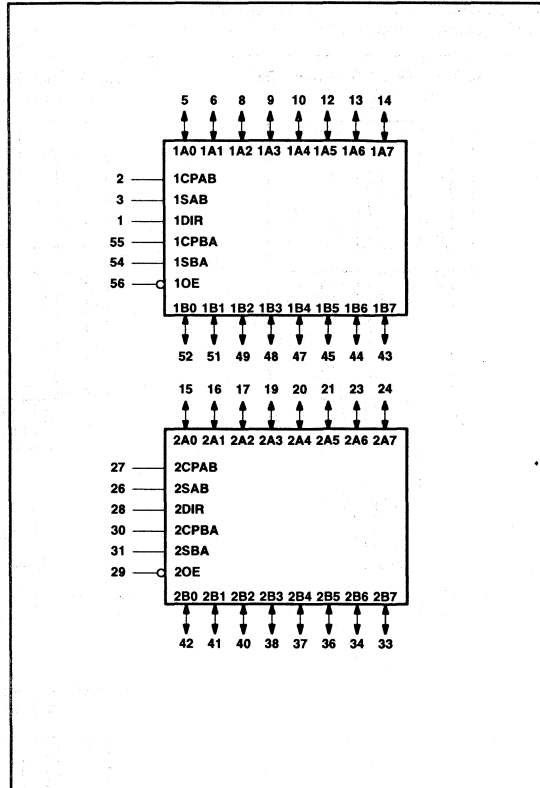 5 6 8 9 10 12 13 14
1A0 1A1 1A2 1A3 1A4 1A5 1A6 1A7
2 1CPAB
3 1SAB
1 1DIR
55 1CPBA
54 1SBA
56 1OE
1B0 1B1 1B2 1B3 1B4 1B5 1B6 1B7
52 51 49 48 47 45 44 43
15 16 17 19 20 21 23 24
2A0 2A1 2A2 2A3 2A4 2A5 2A6 2A7
27 2CPAB
26 2SAB
28 2DIR
30 2CPBA
31 2SBA
29 2OE
2B0 2B1 2B2 2B3 2B4 2B5 2B6 2B7
42 41 40 38 37 36 34 33